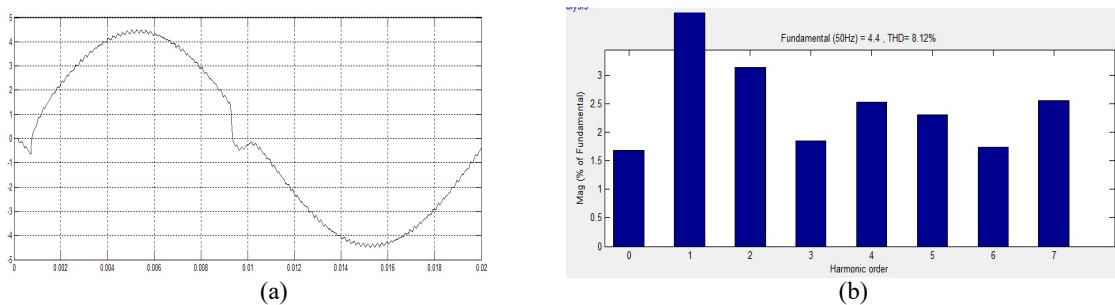 alysis
Fundamental (50Hz) = 4.4 , THD= 8.12%
5
4
3
2
1
0
-1
-2
-3
-4
-5
0 0.002 0.004 0.006 0.008 0.01 0.012 0.014 0.016 0.018 0.02
(a)
Mag (% of Fundamental)
3
2.5
2
1.5
1
0.5
0
0 1 2 3 4 5 6 7
Harmonic order
(b)